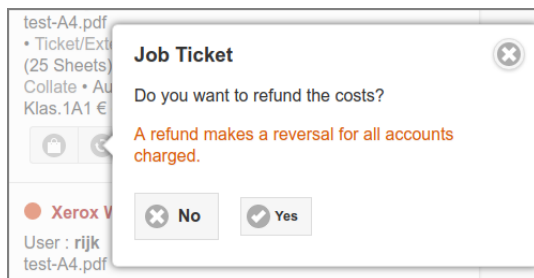 test-A4.pdf
• Ticket/Exte
(25 Sheets)
Collate • Au
Klas.1A1 €
Job Ticket
Do you want to refund the costs?
A refund makes a reversal for all accounts
charged.
No
Yes
Xerox W
User : rijk
test-A4.pdf